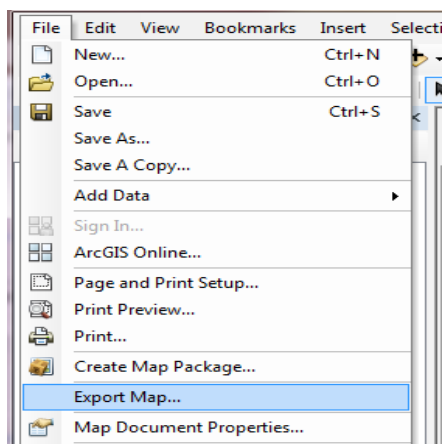 File Edit View Bookmarks Insert Selecti
New... Ctrl+N
Open... Ctrl+O
Save Ctrl+S
Save As...
Save A Copy...
Add Data
Sign In...
ArcGIS Online...
Page and Print Setup...
Print Preview...
Print...
Create Map Package...
Export Map...
Map Document Properties...